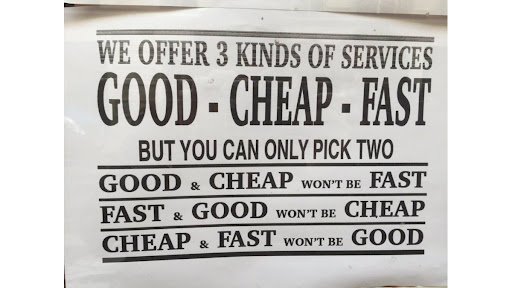 WE OFFER 3 KINDS OF SERVICES
GOOD - CHEAP - FAST
BUT YOU CAN ONLY PICK TWO
GOOD & CHEAP WON'T BE FAST
FAST & GOOD WON'T BE CHEAP
CHEAP & FAST WON'T BE GOOD